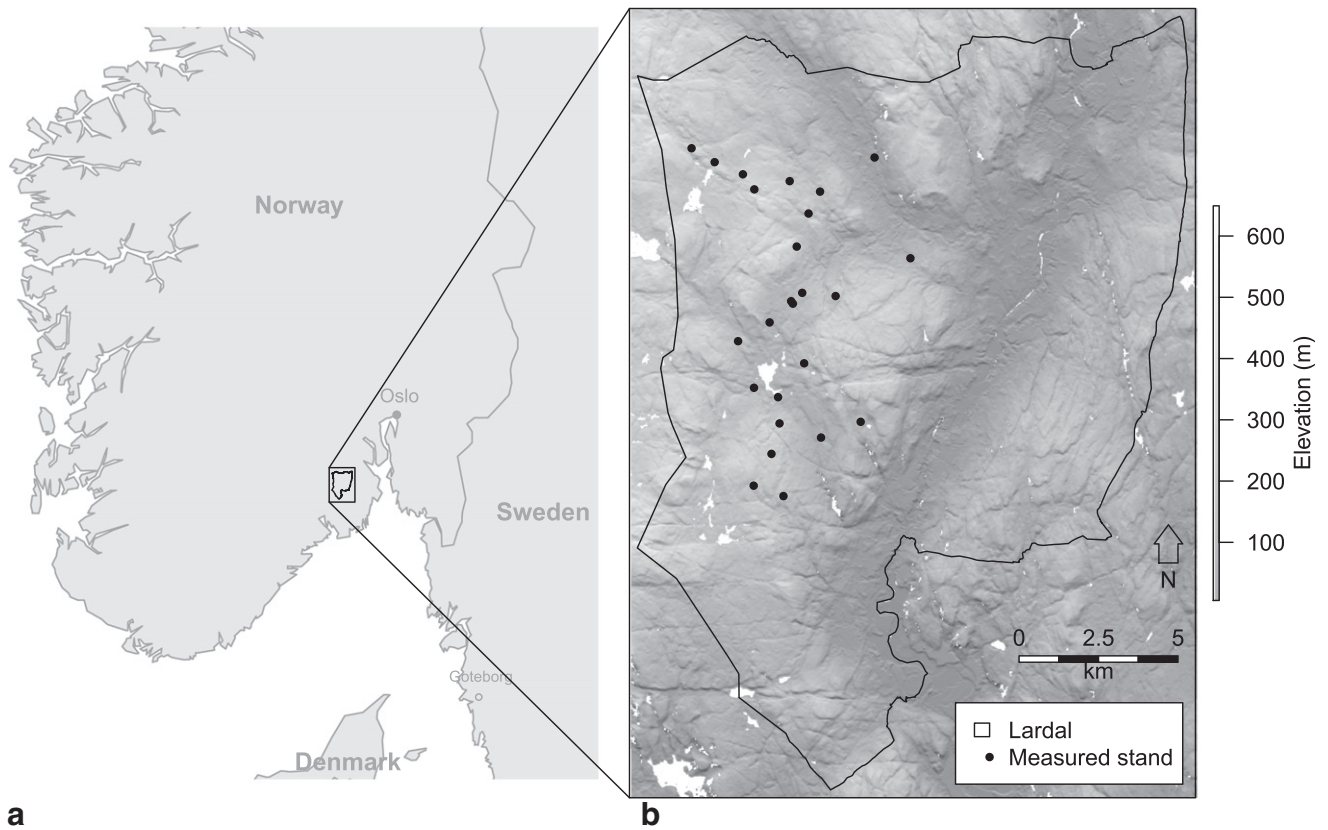 Norway
Oslo
Sweden
Göteborg
Denmark
a
600
500
400
300
200
100
Elevation (m)
N
0 2.5 5
km
Lardal
Measured stand
b